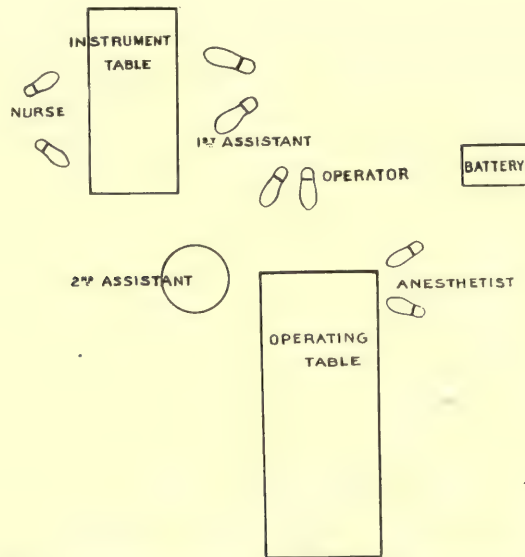 INSTRUMENT
TABLE
NURSE
1ST ASSISTANT
OPERATOR
BATTERY
2ND ASSISTANT
ANESTHETIST
OPERATING
TABLE